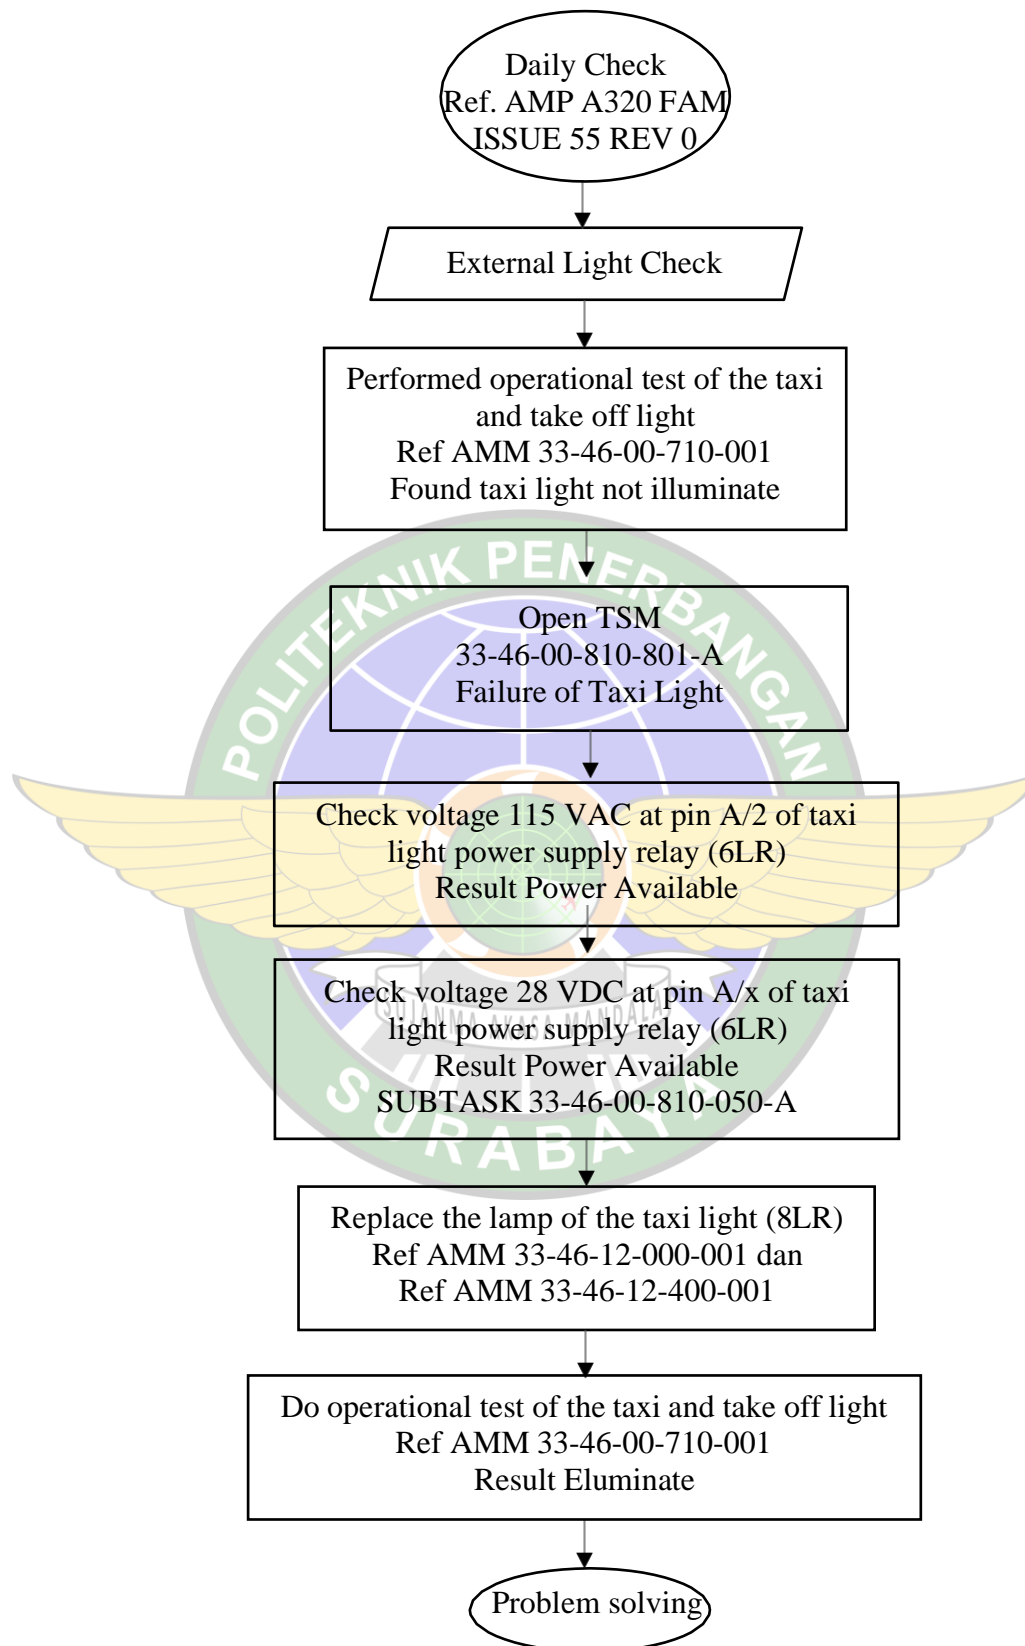 Daily Check
Ref. AMP A320 FAM
ISSUE 55 REV 0
External Light Check
Performed operational test of the taxi
and take off light
Ref AMM 33-46-00-710-001
Found taxi light not illuminate
POLITEKNIK PENERBANGAN
Open TSM
33-46-00-810-801-A
Failure of Taxi Light
Check voltage 115 VAC at pin A/2 of taxi
light power supply relay (6LR)
Result Power Available
Check voltage 28 VDC at pin A/x of taxi
light power supply relay (6LR)
Result Power Available
SUBTASK 33-46-00-810-050-A
SUJANMA AKASA MANDALA
SURABAYA
Replace the lamp of the taxi light (8LR)
Ref AMM 33-46-12-000-001 dan
Ref AMM 33-46-12-400-001
Do operational test of the taxi and take off light
Ref AMM 33-46-00-710-001
Result Eluminate
Problem solving